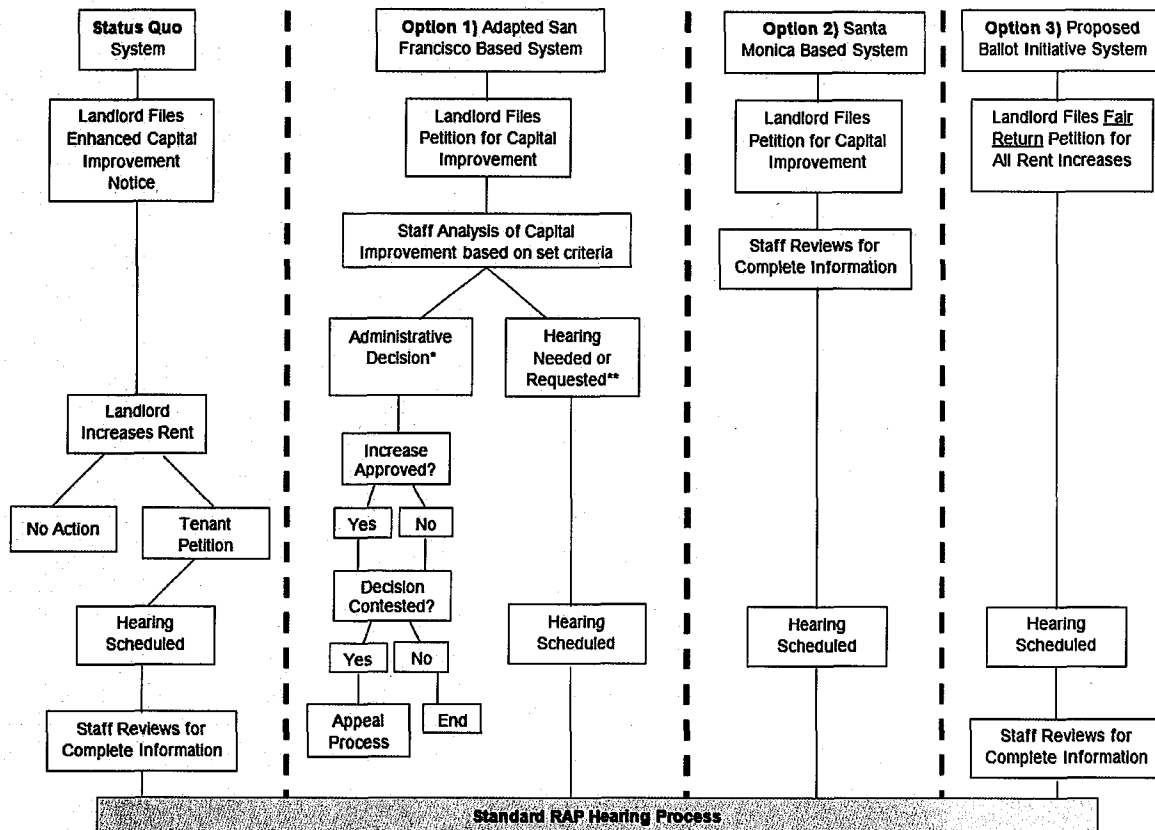 Status Quo
System
Landlord Files
Enhanced Capital
Improvement
Notice
Landlord
Increases Rent
No Action
Tenant
Petition
Hearing
Scheduled
Staff Reviews for
Complete Information
Option 1) Adapted San
Francisco Based System
Landlord Files
Petition for Capital
Improvement
Staff Analysis of Capital
Improvement based on set criteria
Administrative
Decision*
Hearing
Needed or
Requested**
Increase
Approved?
Yes
No
Decision
Contested?
Yes
No
Appeal
Process
End
Hearing
Scheduled
Option 2) Santa
Monica Based System
Landlord Files
Petition for Capital
Improvement
Staff Reviews for
Complete Information
Hearing
Scheduled
Option 3) Proposed
Ballot Initiative System
Landlord Files Fair
Return Petition for
All Rent Increases
Hearing
Scheduled
Staff Reviews for
Complete Information
Standard RAP Hearing Process